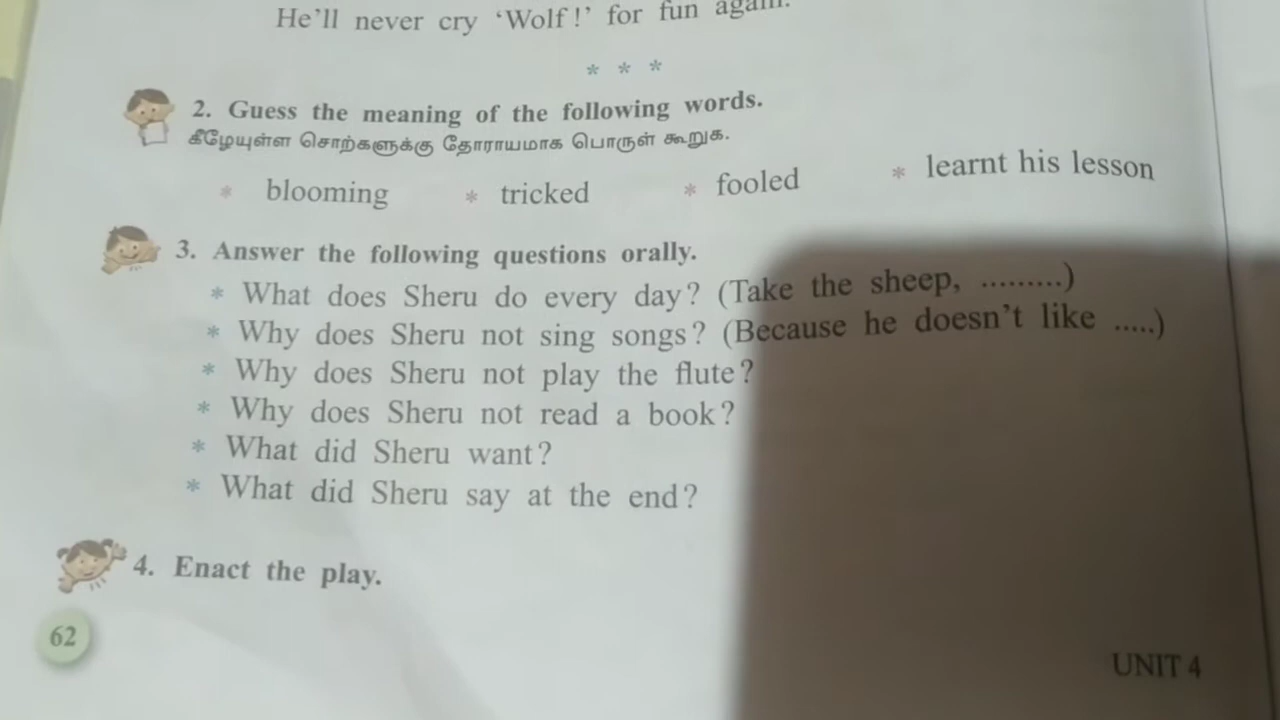 He'll never cry 'Wolf!' for fun again.
* * *
2. Guess the meaning of the following words.
கீழேயுள்ள சொற்களுக்கு தோராயமாக பொருள் கூறுக.
* blooming * tricked * fooled * learnt his lesson
3. Answer the following questions orally.
* What does Sheru do every day? (Take the sheep, .........)
* Why does Sheru not sing songs? (Because he doesn't like .....)
* Why does Sheru not play the flute?
* Why does Sheru not read a book?
* What did Sheru want?
* What did Sheru say at the end?
4. Enact the play.
62
UNIT 4